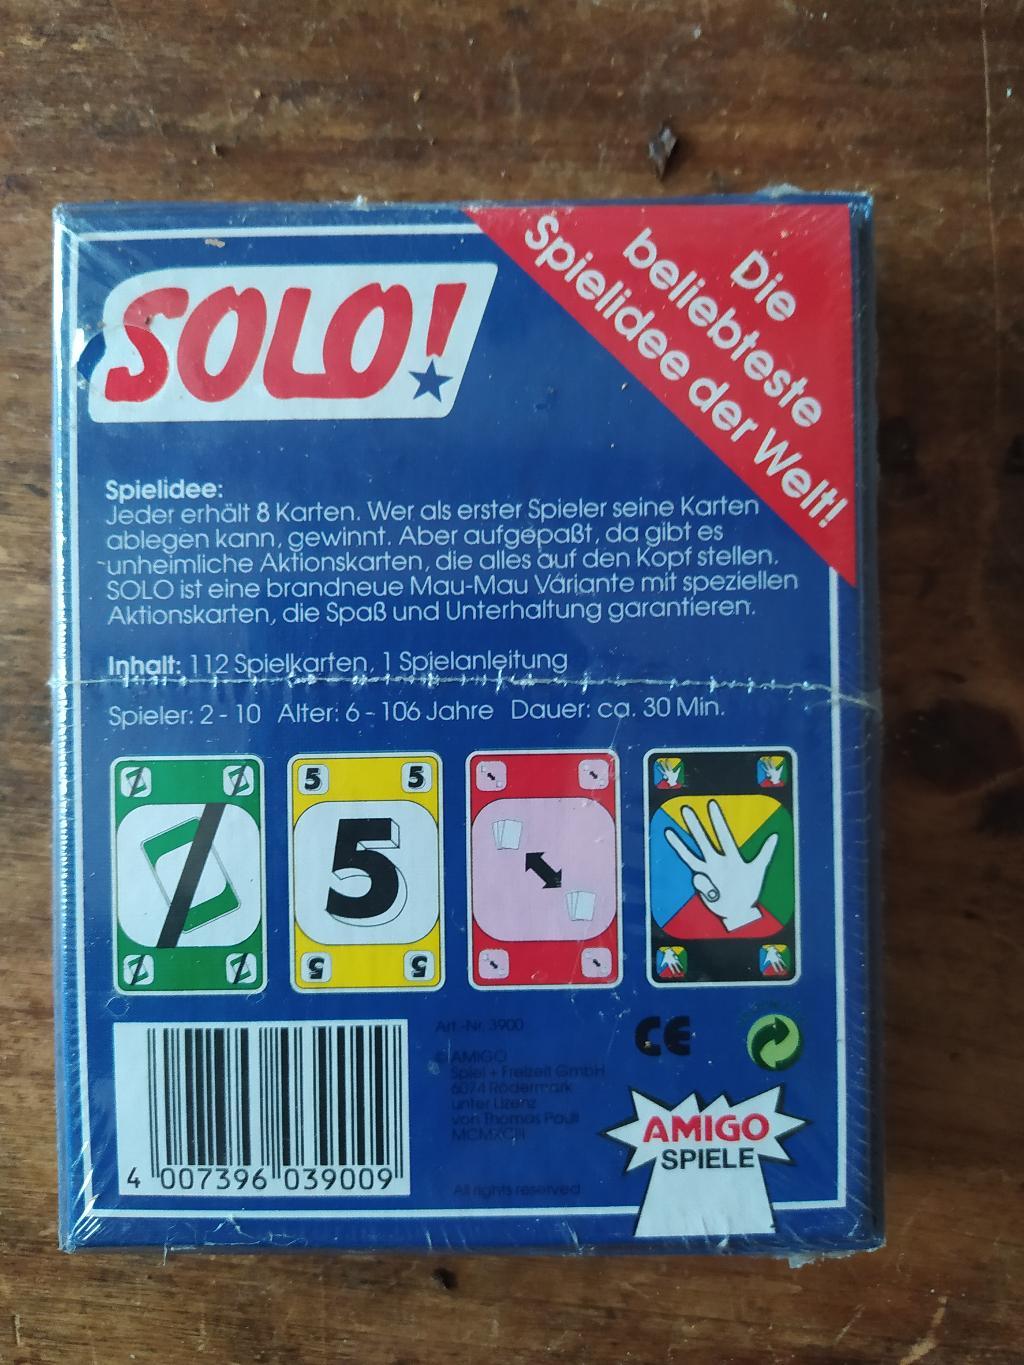 SOLO!
Die
beliebteste
Spielidee der Welt!
Spielidee:
Jeder erhält 8 Karten. Wer als erster Spieler seine Karten
ablegen kann, gewinnt. Aber aufgepaßt, da gibt es
unheimliche Aktionskarten, die alles auf den Kopf stellen.
SOLO ist eine brandneue Mau-Mau Variante mit speziellen
Aktionskarten, die Spaß und Unterhaltung garantieren.
Inhalt: 112 Spielkarten, 1 Spielanleitung
Spieler: 2 - 10 Alter: 6 - 106 Jahre Dauer: ca. 30 Min.
5 5
5
5 5
Art.-Nr. 3900
© AMIGO
Spiel + Freizeit GmbH
6074 Rödermark
unter Lizenz
von Thomas Pauli
MCMXCIII
All rights reserved
CE
AMIGO
SPIELE
4 007396 039009